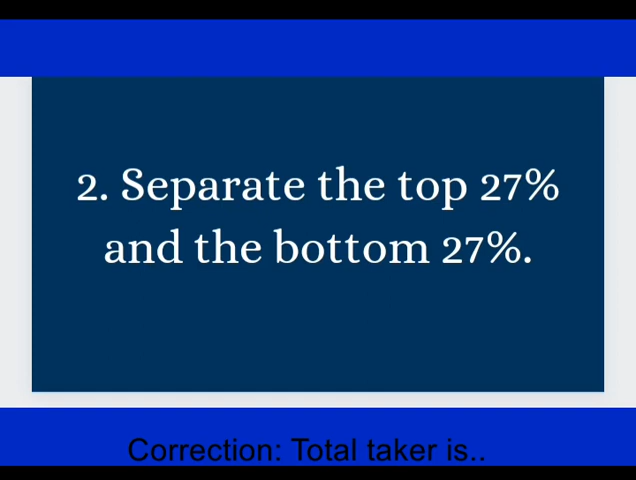 2. Separate the top 27%
and the bottom 27%.
Correction: Total taker is..